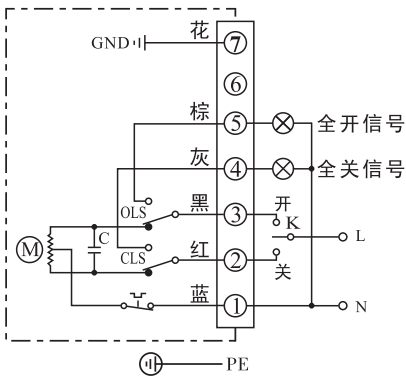 花
GND ⑦
⑥
棕 ⑤ 全开信号
灰 ④ 全关信号
OLS 黑 ③ 开
K L
C
M CLS 红 ② 关
蓝 ① N
PE